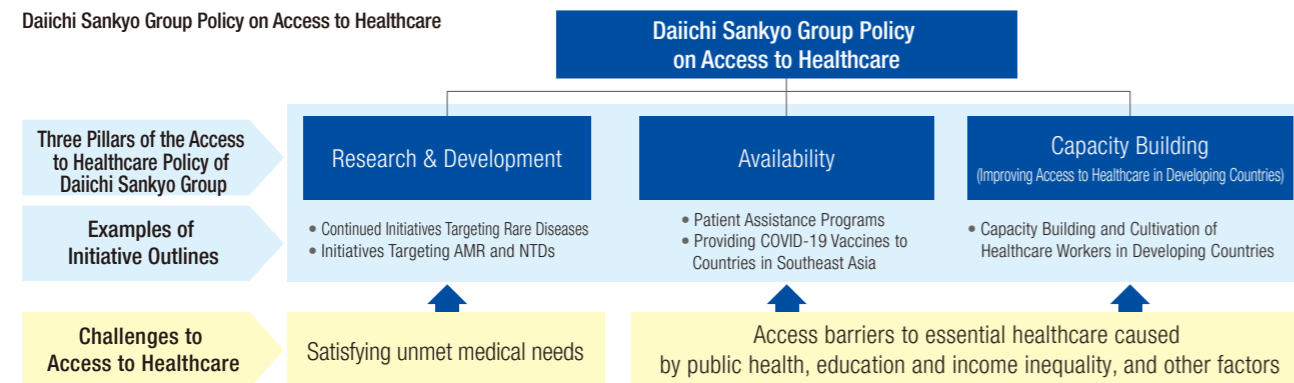 Daiichi Sankyo Group Policy on Access to Healthcare
Daiichi Sankyo Group Policy
on Access to Healthcare
Three Pillars of the Access
to Healthcare Policy of
Daiichi Sankyo Group
Research & Development
Availability
Capacity Building
(Improving Access to Healthcare in Developing Countries)
Examples of
Initiative Outlines
• Continued Initiatives Targeting Rare Diseases
• Initiatives Targeting AMR and NTDs
• Patient Assistance Programs
• Providing COVID-19 Vaccines to
Countries in Southeast Asia
• Capacity Building and Cultivation of
Healthcare Workers in Developing Countries
Challenges to
Access to Healthcare
Satisfying unmet medical needs
Access barriers to essential healthcare caused
by public health, education and income inequality, and other factors